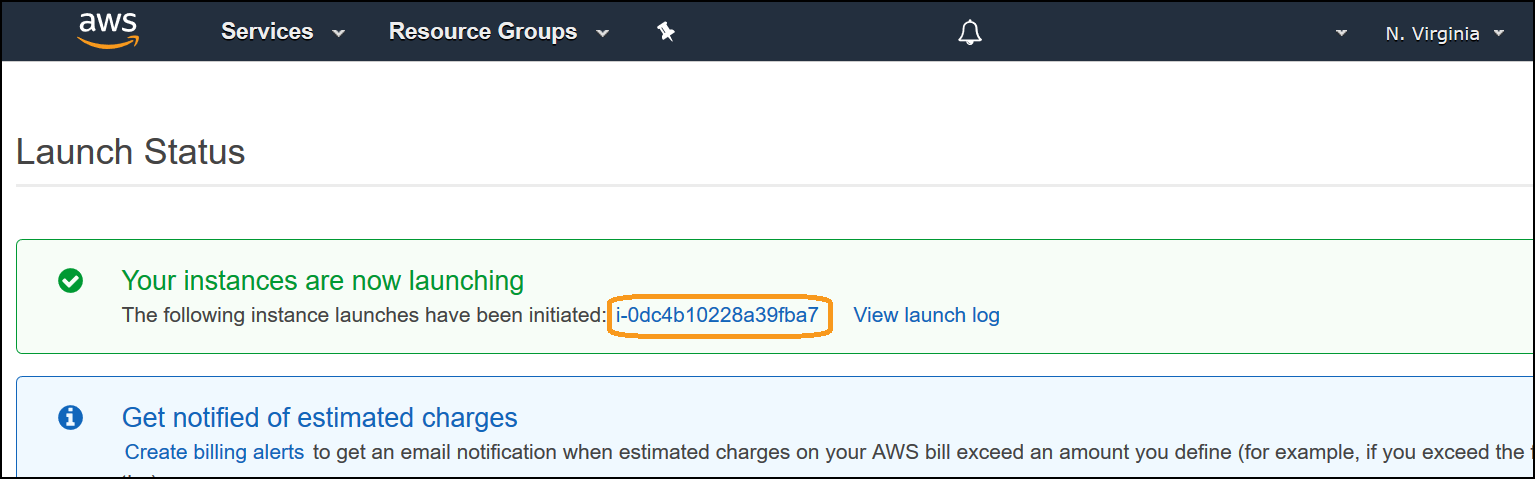 aws Services Resource Groups N. Virginia
Launch Status
Your instances are now launching
The following instance launches have been initiated: i-0dc4b10228a39fba7 View launch log
Get notified of estimated charges
Create billing alerts to get an email notification when estimated charges on your AWS bill exceed an amount you define (for example, if you exceed the